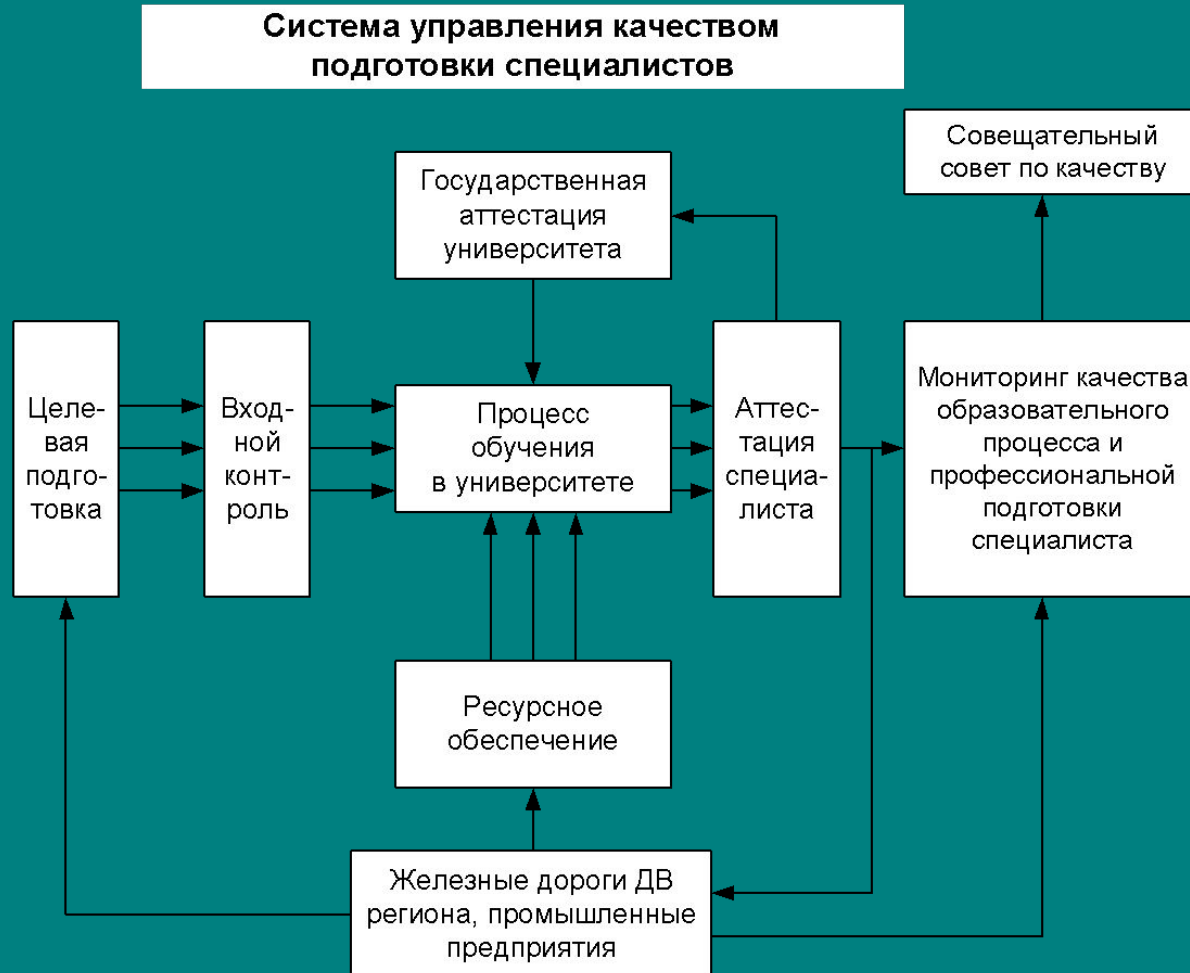 Система управления качеством
подготовки специалистов
Совещательный
совет по качеству
Государственная
аттестация
университета
Целе-
вая
подго-
товка
Вход-
ной
конт-
роль
Процесс
обучения
в университете
Аттес-
тация
специа-
листа
Мониторинг качества
образовательного
процесса и
профессиональной
подготовки
специалиста
Ресурсное
обеспечение
Железные дороги ДВ
региона, промышленные
предприятия